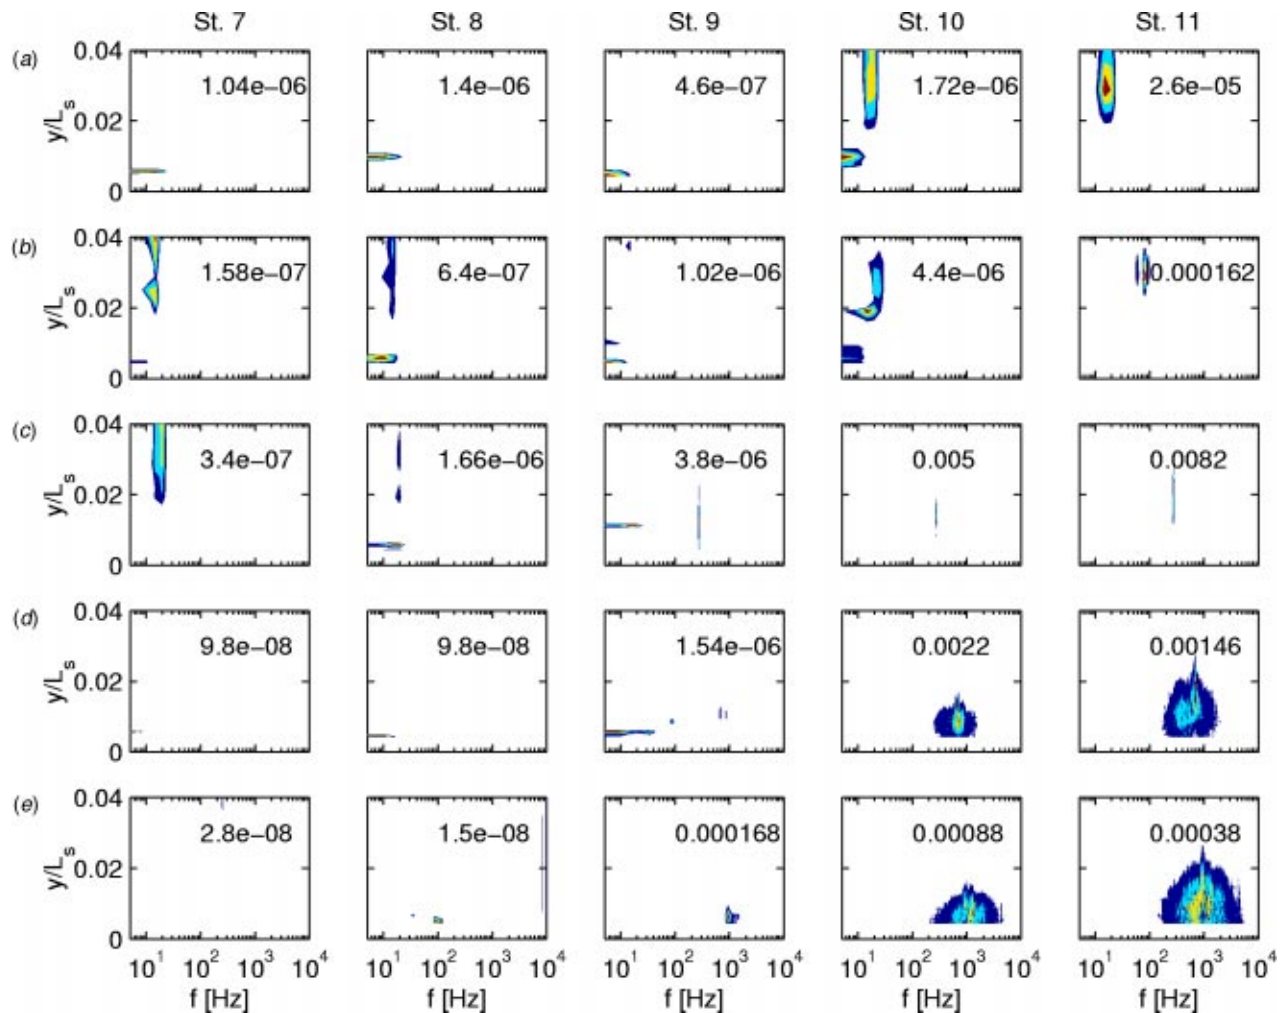 St. 7 St. 8 St. 9 St. 10 St. 11
(a) 0.04
1.04e−06 1.4e−06 4.6e−07 1.72e−06 2.6e−05
y/Ls 0.02
0
(b) 0.04
1.58e−07 6.4e−07 1.02e−06 4.4e−06 0.000162
y/Ls 0.02
0
(c) 0.04
3.4e−07 1.66e−06 3.8e−06 0.005 0.0082
y/Ls 0.02
0
(d) 0.04
9.8e−08 9.8e−08 1.54e−06 0.0022 0.00146
y/Ls 0.02
0
(e) 0.04
2.8e−08 1.5e−08 0.000168 0.00088 0.00038
y/Ls 0.02
0
10^1 10^2 10^3 10^4 10^1 10^2 10^3 10^4 10^1 10^2 10^3 10^4 10^1 10^2 10^3 10^4 10^1 10^2 10^3 10^4
f [Hz] f [Hz] f [Hz] f [Hz] f [Hz]